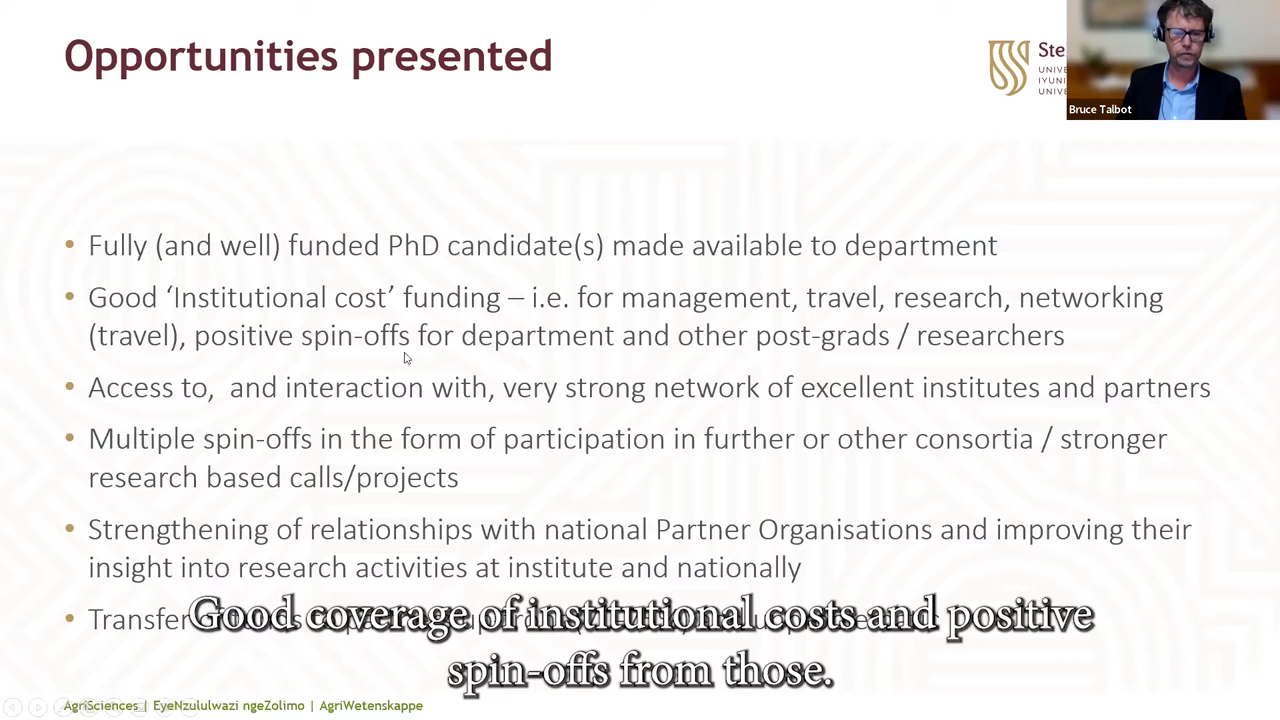 Opportunities presented
Ste
UNIVE
IYUNI
UNIVE
Bruce Talbot
• Fully (and well) funded PhD candidate(s) made available to department
• Good ‘Institutional cost’ funding – i.e. for management, travel, research, networking
(travel), positive spin-offs for department and other post-grads / researchers
• Access to,  and interaction with, very strong network of excellent institutes and partners
• Multiple spin-offs in the form of participation in further or other consortia / stronger
research based calls/projects
• Strengthening of relationships with national Partner Organisations and improving their
insight into research activities at institute and nationally
• Transfer
Good coverage of institutional costs and positive
spin-offs from those.
AgriSciences | EyeNzululwazi ngeZolimo | AgriWetenskappe